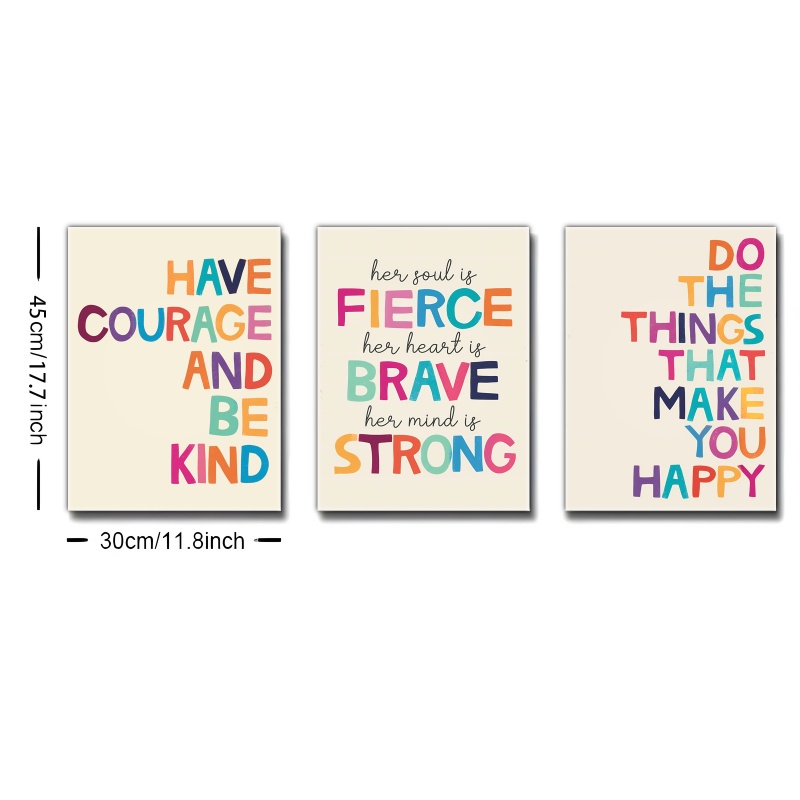 45cm/17.7inch
HAVE
COURAGE
AND
BE
KIND
30cm/11.8inch
her soul is
FIERCE
her heart is
BRAVE
her mind is
STRONG
DO
THE
THINGS
THAT
MAKE
YOU
HAPPY